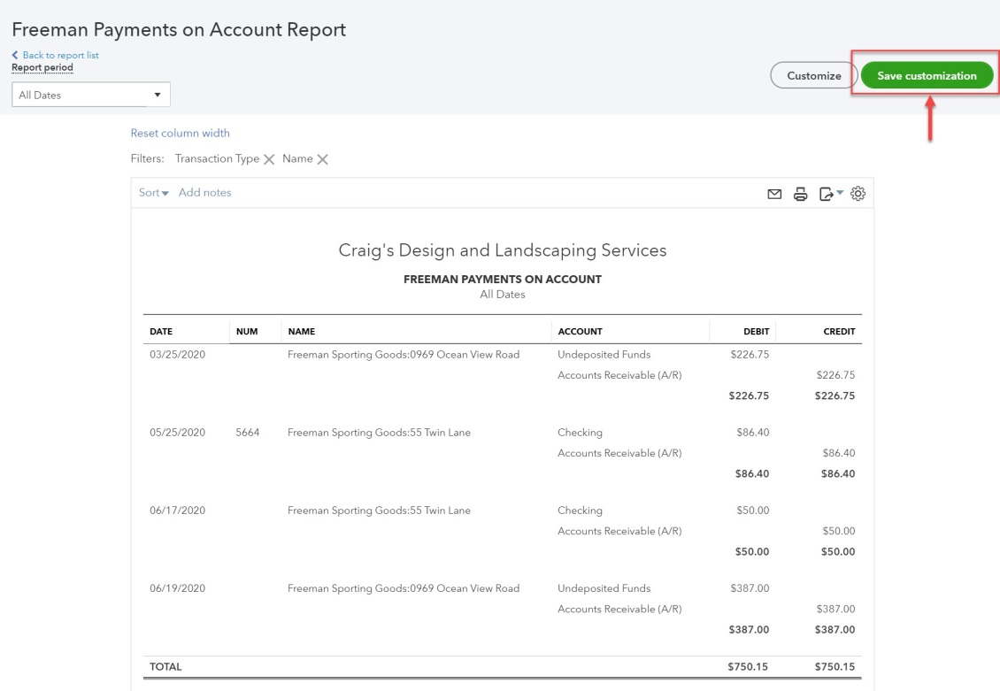 Freeman Payments on Account Report
Back to report list
Report period
All Dates
Customize
Save customization
Reset column width
Filters: Transaction Type Name
Sort Add notes
Craig's Design and Landscaping Services
FREEMAN PAYMENTS ON ACCOUNT
All Dates
DATE NUM NAME ACCOUNT DEBIT CREDIT
03/25/2020 Freeman Sporting Goods:0969 Ocean View Road Undeposited Funds $226.75
Accounts Receivable (A/R) $226.75
$226.75 $226.75
05/25/2020 5664 Freeman Sporting Goods:55 Twin Lane Checking $86.40
Accounts Receivable (A/R) $86.40
$86.40 $86.40
06/17/2020 Freeman Sporting Goods:55 Twin Lane Checking $50.00
Accounts Receivable (A/R) $50.00
$50.00 $50.00
06/19/2020 Freeman Sporting Goods:0969 Ocean View Road Undeposited Funds $387.00
Accounts Receivable (A/R) $387.00
$387.00 $387.00
TOTAL $750.15 $750.15